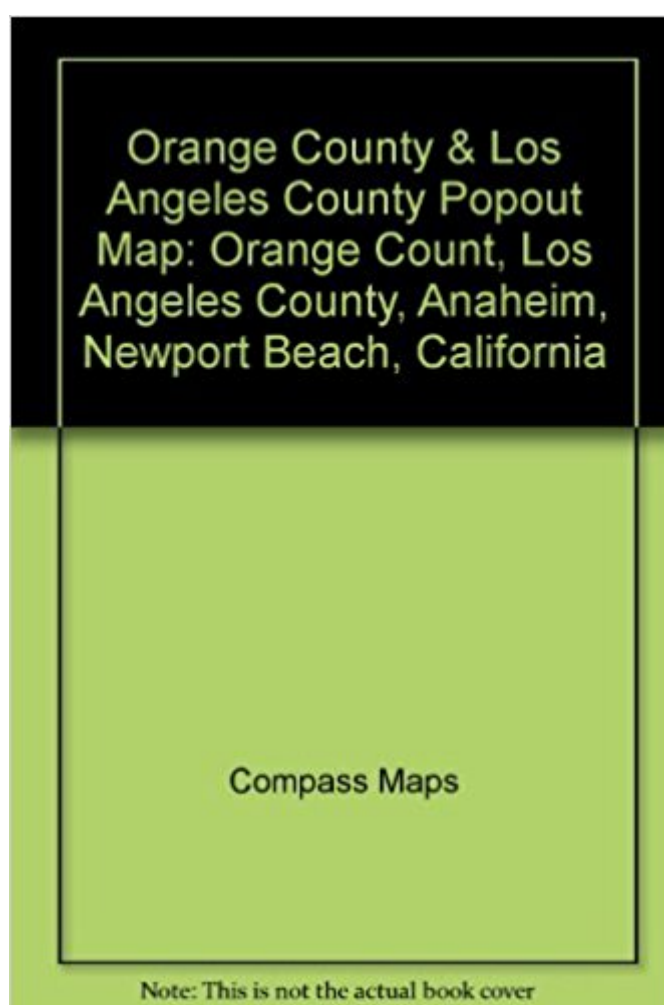 Orange County & Los
Angeles County Popout
Map: Orange Count, Los
Angeles County, Anaheim,
Newport Beach, California
Compass Maps
Note: This is not the actual book cover